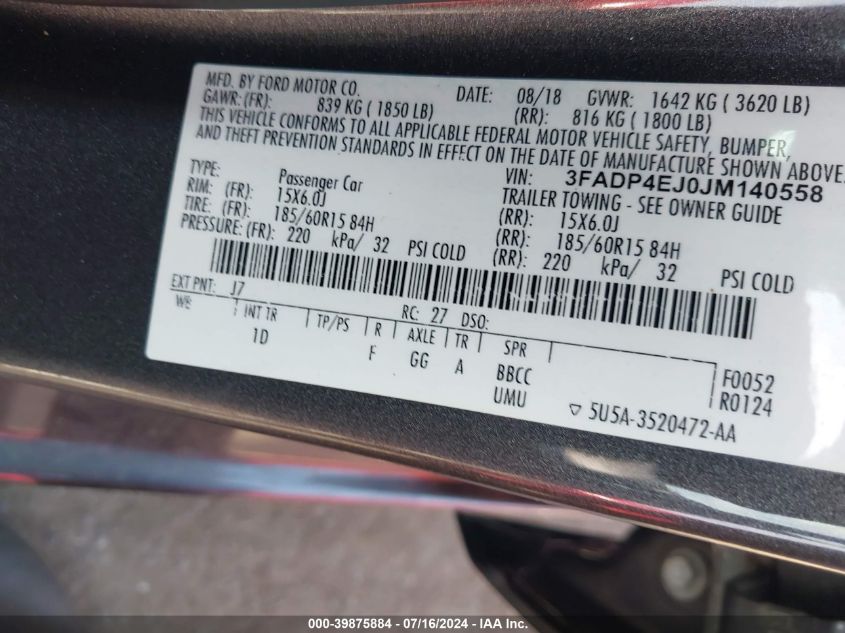 MFD. BY FORD MOTOR CO. DATE: 08/18 GVWR: 1642 KG ( 3620 LB)
GAWR: (FR): 839 KG ( 1850 LB) (RR): 816 KG ( 1800 LB)
THIS VEHICLE CONFORMS TO ALL APPLICABLE FEDERAL MOTOR VEHICLE SAFETY, BUMPER,
AND THEFT PREVENTION STANDARDS IN EFFECT ON THE DATE OF MANUFACTURE SHOWN ABOVE.
VIN: 3FADP4EJ0JM140558
TYPE: Passenger Car TRAILER TOWING - SEE OWNER GUIDE
RIM: (FR): 15X6.0J (RR): 15X6.0J
TIRE: (FR): 185/60R15 84H (RR): 185/60R15 84H
PRESSURE: (FR): 220 kPa/ 32 PSI COLD (RR): 220 kPa/ 32 PSI COLD
EXT PNT: J7 RC: 27 DSO:
WB INT TR TP/PS R AXLE TR SPR
1D F GG A BBCC F0052
UMU R0124
▽ 5U5A-3520472-AA
000-39875884 / 07/16/2024 - IAA Inc.